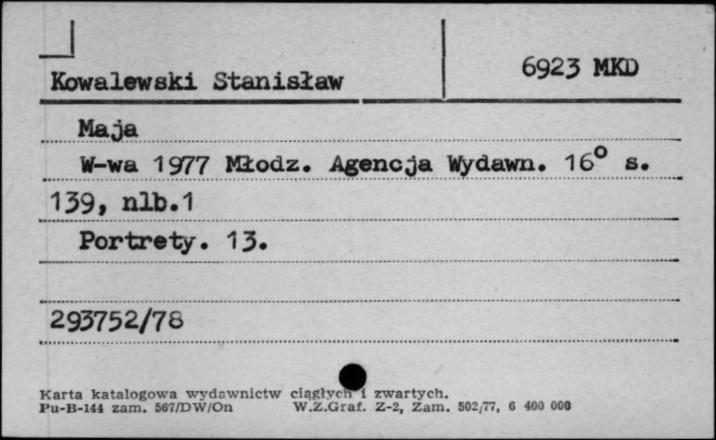 Kowalewski Stanisław
6923 MKD
Maja
W-wa 1977 Młodz. Agencja Wydawn. 16° s.
139, nlb.1
Portrety. 13.
293752/78
Karta katalogowa wydawnictw ciągłych i zwartych.
Pu-B-144 zam. 567/DW/On W.Z.Graf. Z-2, Zam. 502/77, 6 400 000